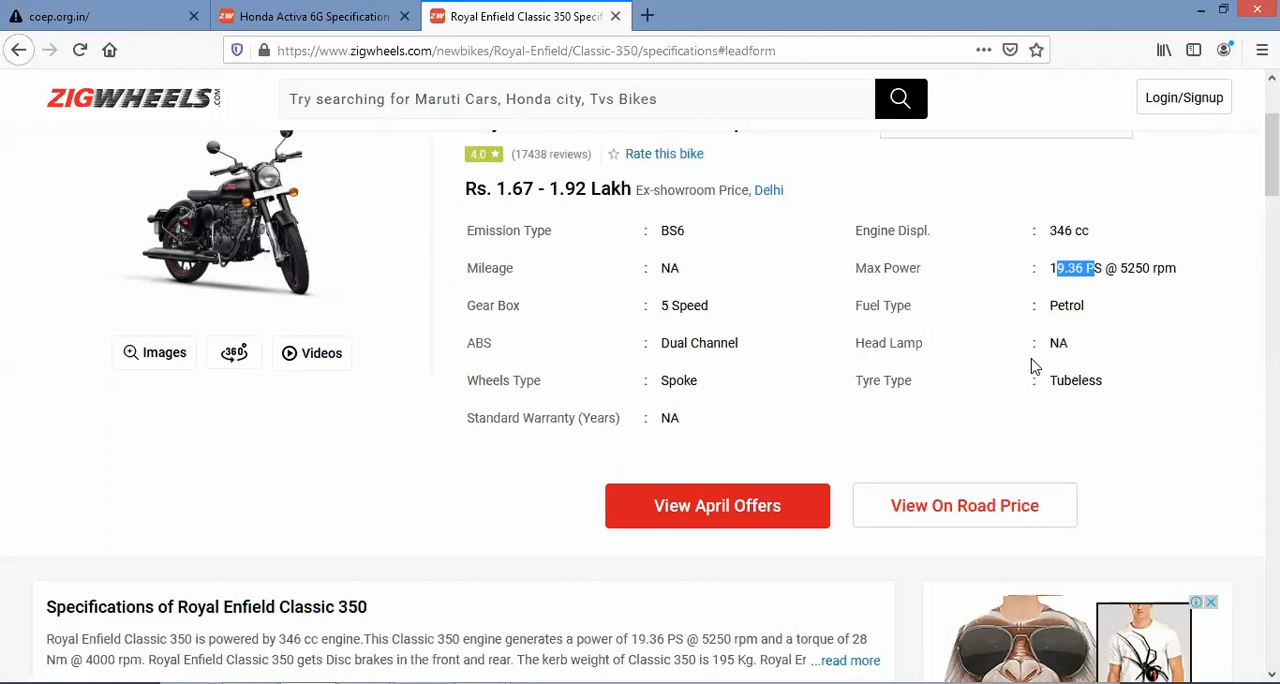 coep.org.in/
Honda Activa 6G Specification
Royal Enfield Classic 350 Specif
https://www.zigwheels.com/newbikes/Royal-Enfield/Classic-350/specifications#leadform
ZIGWHEELS.COM
Try searching for Maruti Cars, Honda city, Tvs Bikes
Login/Signup
4.0 ★ (17438 reviews) ☆ Rate this bike
Rs. 1.67 - 1.92 Lakh Ex-showroom Price, Delhi
Emission Type : BS6 Engine Displ. : 346 cc
Mileage : NA Max Power : 19.36 PS @ 5250 rpm
Gear Box : 5 Speed Fuel Type : Petrol
ABS : Dual Channel Head Lamp : NA
Wheels Type : Spoke Tyre Type : Tubeless
Standard Warranty (Years) : NA
Images 360° Videos
View April Offers View On Road Price
Specifications of Royal Enfield Classic 350
Royal Enfield Classic 350 is powered by 346 cc engine.This Classic 350 engine generates a power of 19.36 PS @ 5250 rpm and a torque of 28
Nm @ 4000 rpm. Royal Enfield Classic 350 gets Disc brakes in the front and rear. The kerb weight of Classic 350 is 195 Kg. Royal Er ...read more